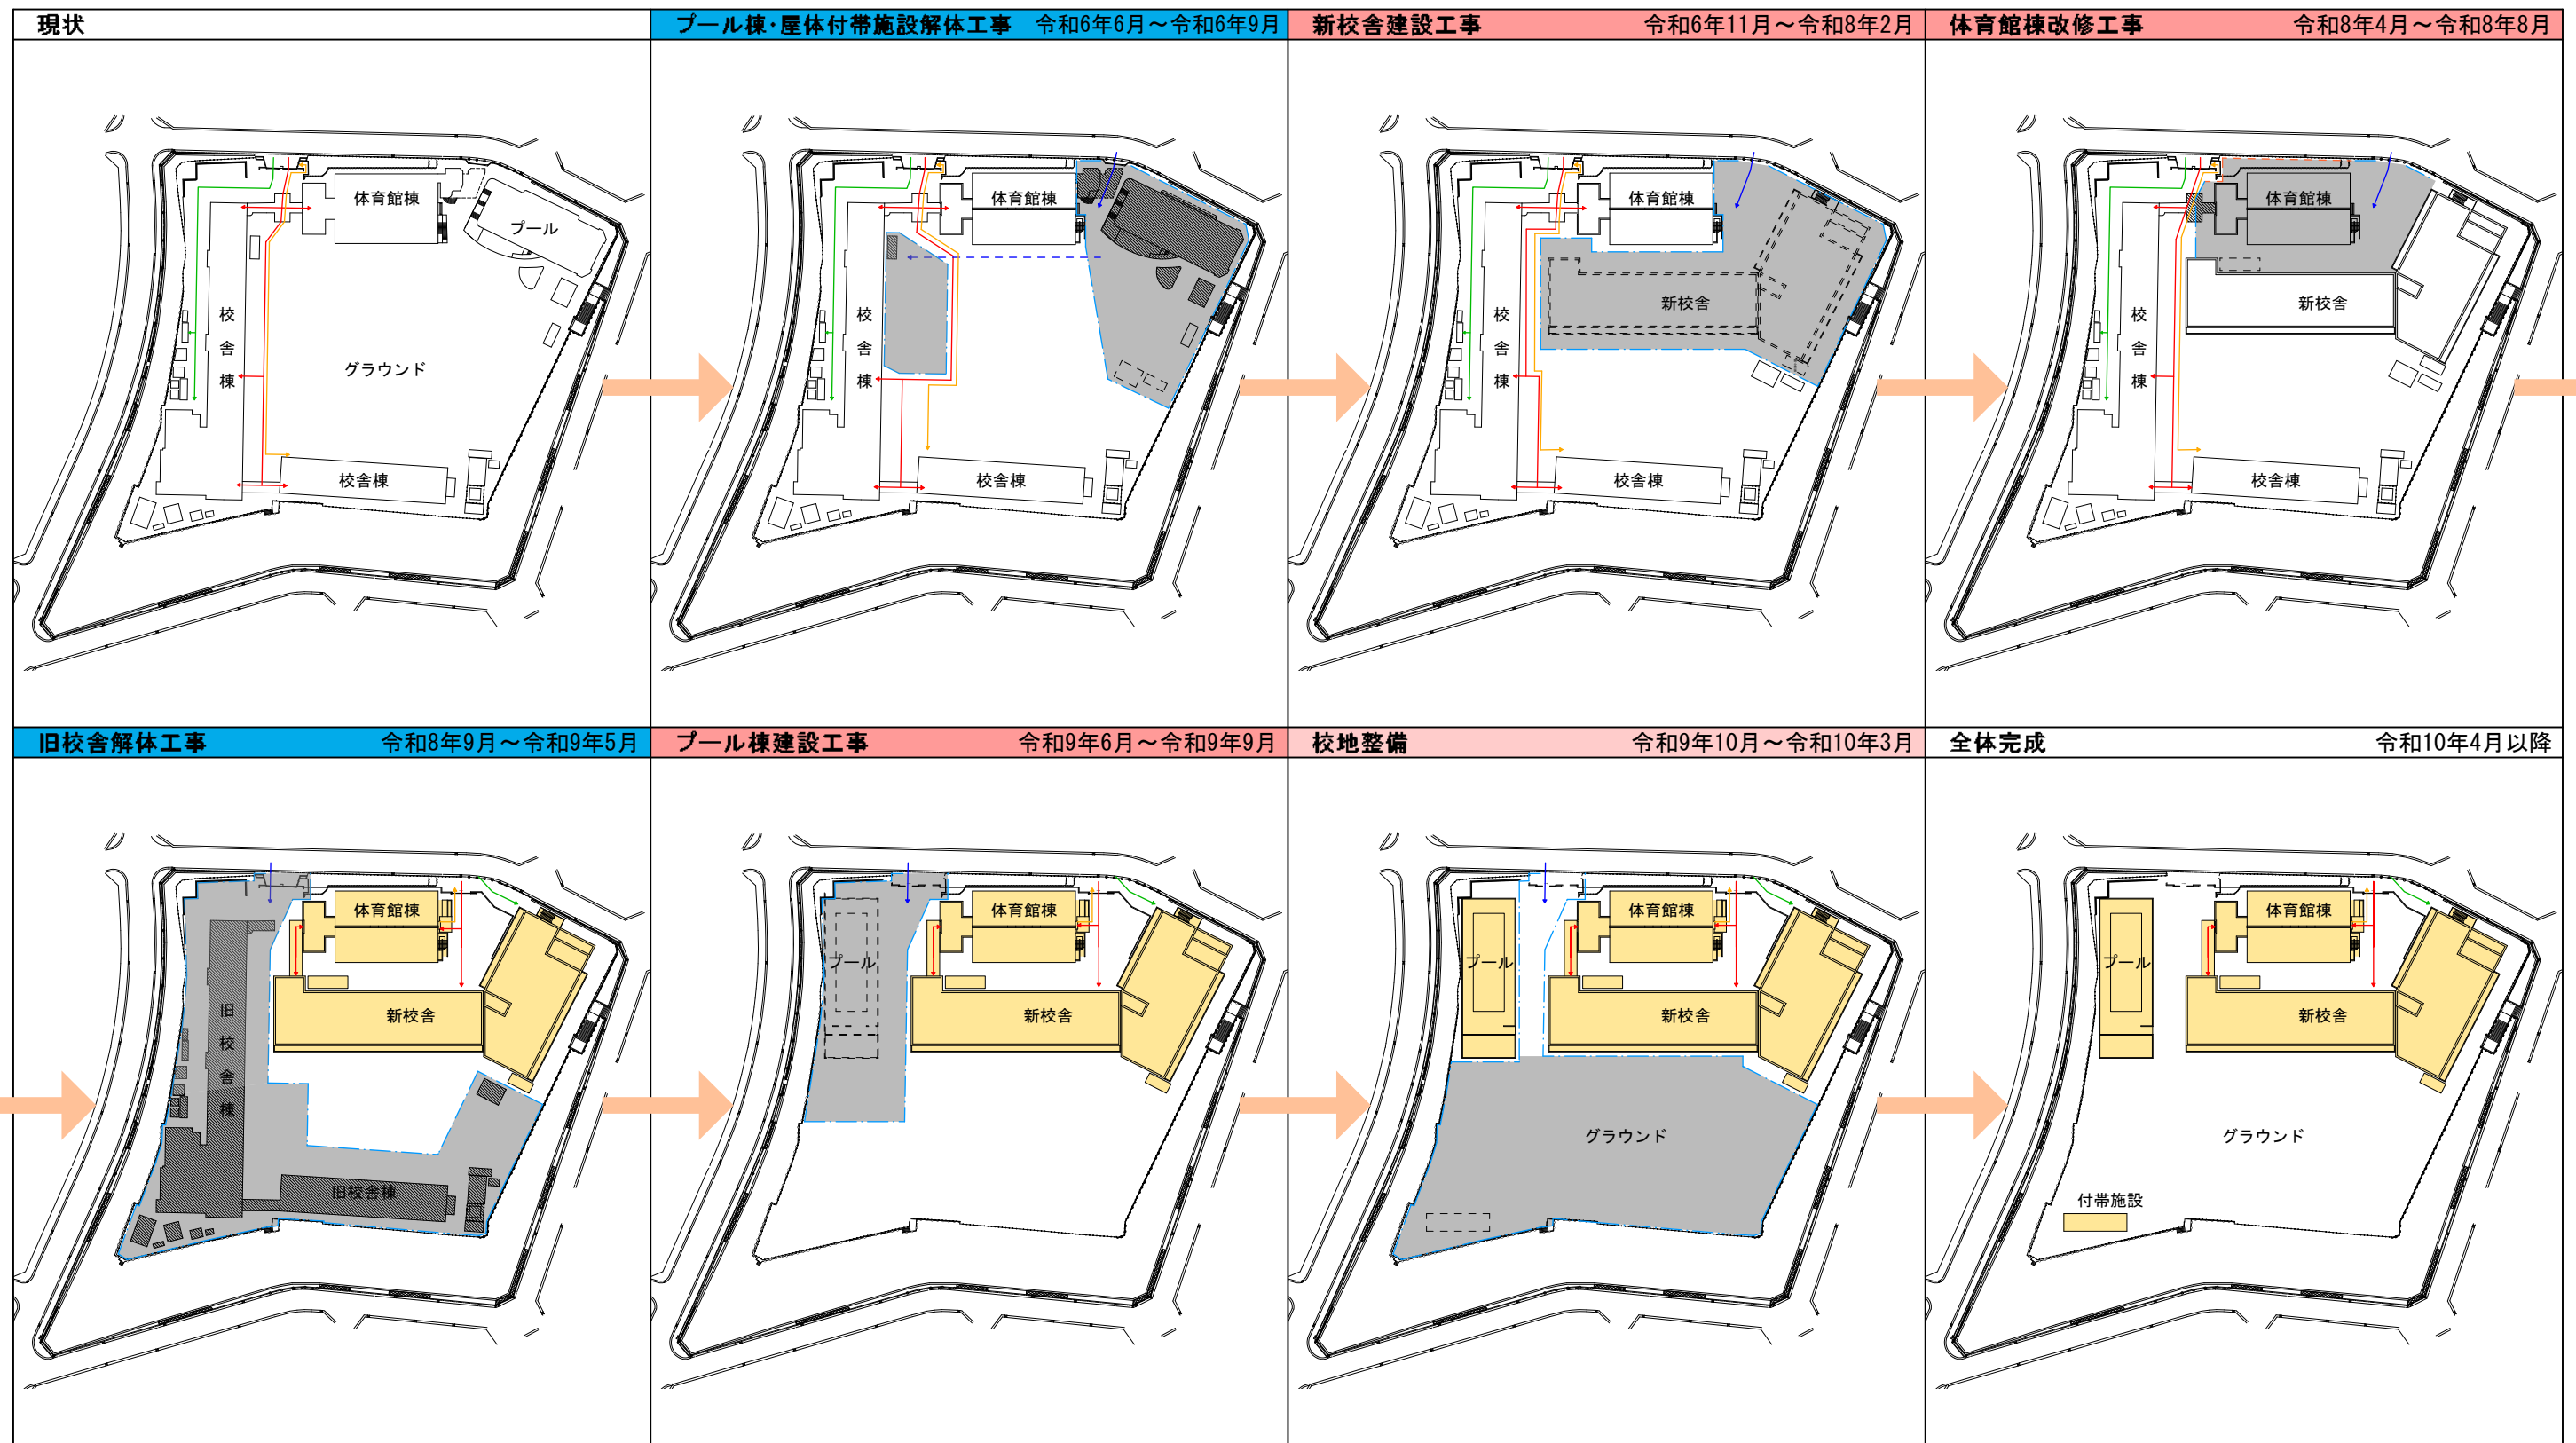 現状
体育館棟
プール
校舎棟
グラウンド
校舎棟
プール棟・屋体付帯施設解体工事 令和6年6月～令和6年9月
体育館棟
校舎棟
校舎棟
新校舎建設工事 令和6年11月～令和8年2月
体育館棟
新校舎
校舎棟
校舎棟
体育館棟改修工事 令和8年4月～令和8年8月
体育館棟
新校舎
校舎棟
校舎棟
旧校舎解体工事 令和8年9月～令和9年5月
体育館棟
新校舎
旧校舎棟
旧校舎棟
プール棟建設工事 令和9年6月～令和9年9月
体育館棟
プール
新校舎
校地整備 令和9年10月～令和10年3月
体育館棟
プール
新校舎
グラウンド
全体完成 令和10年4月以降
体育館棟
プール
新校舎
グラウンド
付帯施設